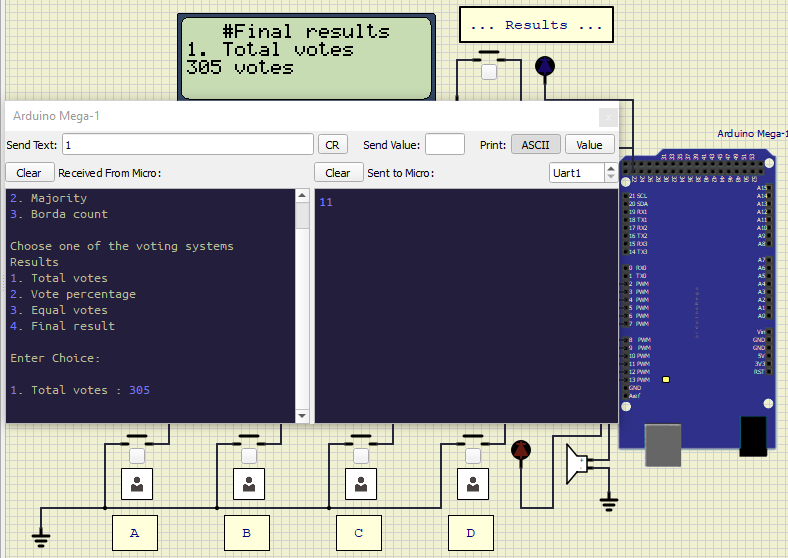 #Final results
1. Total votes
305 votes
... Results ...
Arduino Mega-1
Send Text: 1 CR Send Value: Print: ASCII Value
Clear Received From Micro: Clear Sent to Micro: Uart1
2. Majority
3. Borda count
Choose one of the voting systems
Results
1. Total votes
2. Vote percentage
3. Equal votes
4. Final result
Enter Choice:
1. Total votes : 305
11
Arduino Mega-1
21 SCL
20 SDA
19 RX1
18 TX1
17 RX2
16 TX2
15 RX3
14 TX3
0 RX0
1 TX0
2 PWM
3 PWM
4 PWM
5 PWM
6 PWM
7 PWM
8 PWM
9 PWM
10 PWM
11 PWM
12 PWM
13 PWM
GND
Aref
A15
A14
A13
A12
A11
A10
A9
A8
A7
A6
A5
A4
A3
A2
A1
A0
Vin
GND
GND
5V
3V3
RST
A
B
C
D